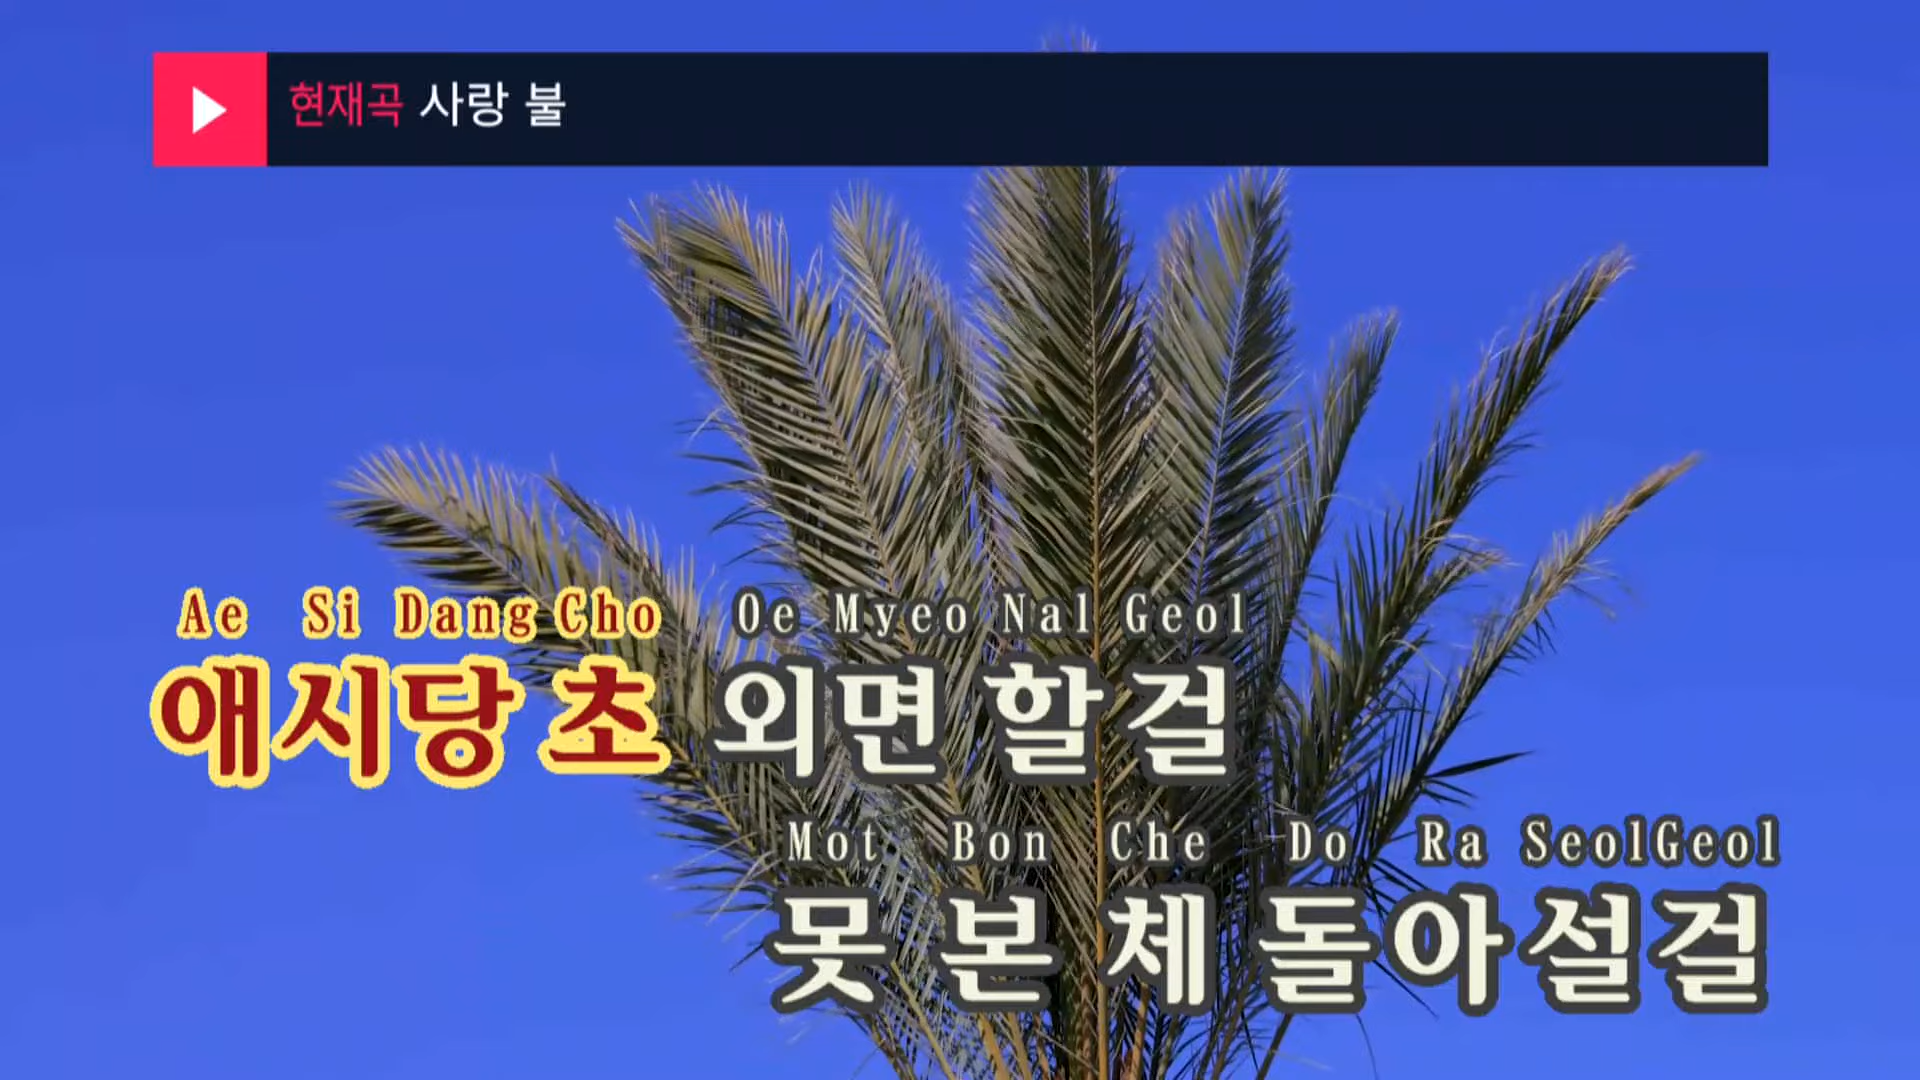 현재곡 사랑 불
Ae Si Dang Cho Oe Myeo Nal Geol
애시당 초 외면 할걸
Mot Bon Che Do Ra SeolGeol
못 본 체 돌아설걸